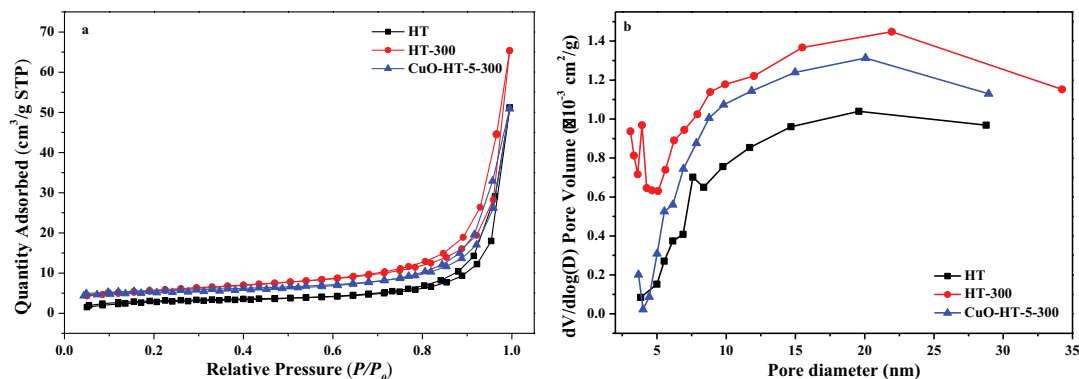 a
HT
HT-300
CuO-HT-5-300
Quantity Adsorbed (cm³/g STP)
70
60
50
40
30
20
10
0
0.0 0.2 0.4 0.6 0.8 1.0
Relative Pressure (P/P₀)
b
HT
HT-300
CuO-HT-5-300
dV/dlog(D) Pore Volume (10⁻³ cm²/g)
1.4
1.2
1.0
0.8
0.6
0.4
0.2
0.0
5 10 15 20 25 30 35
Pore diameter (nm)